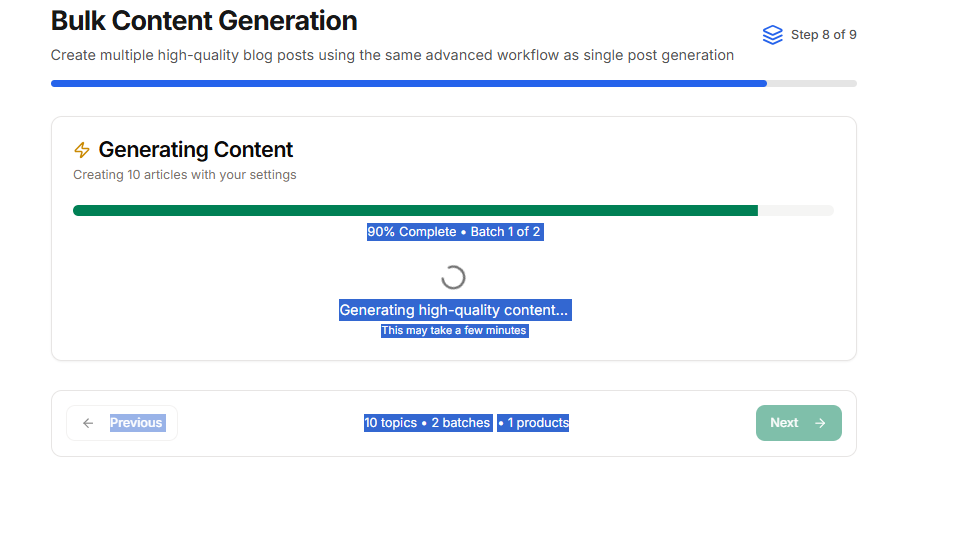 Bulk Content Generation
Step 8 of 9
Create multiple high-quality blog posts using the same advanced workflow as single post generation
Generating Content
Creating 10 articles with your settings
90% Complete • Batch 1 of 2
Generating high-quality content...
This may take a few minutes
Previous
10 topics • 2 batches • 1 products
Next